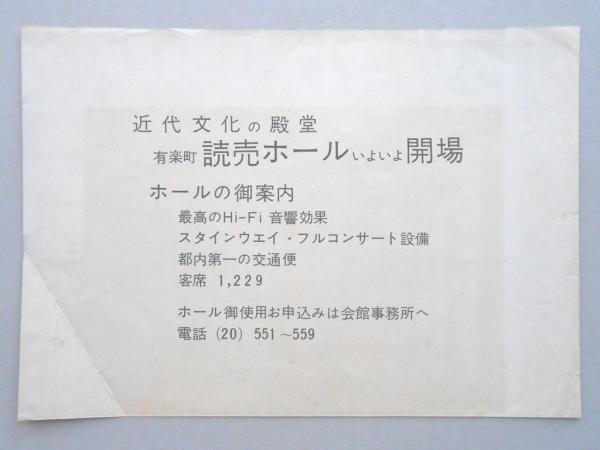 近代文化の殿堂
有楽町 読売ホール いよいよ 開場
ホールの御案内
最高のHi-Fi 音響効果
スタインウエイ・フルコンサート設備
都内第一の交通便
客席 1,229
ホール御使用お申込みは会館事務所へ
電話 (20) 551～559